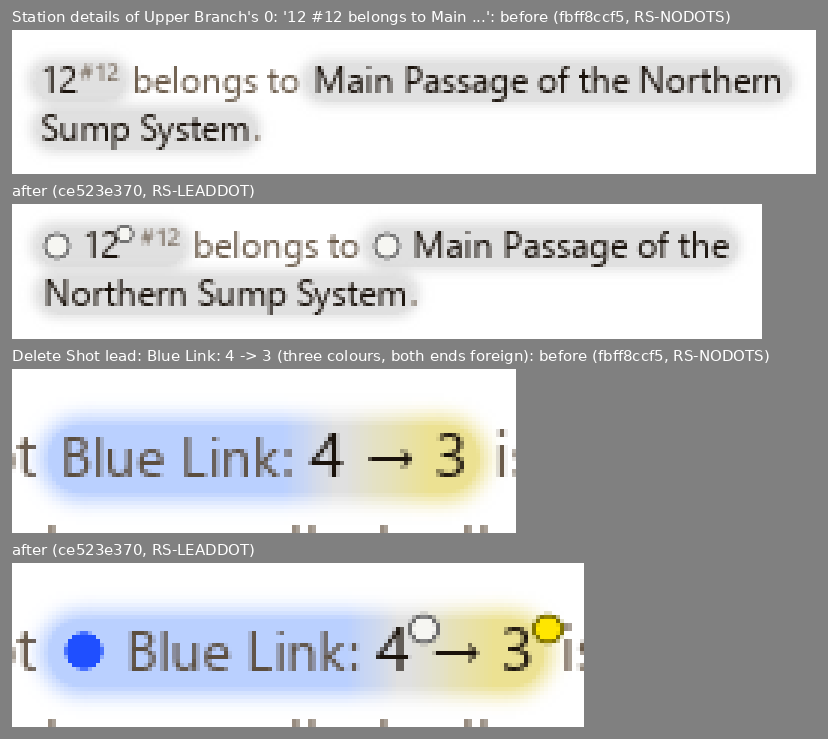 Station details of Upper Branch's 0: '12 #12 belongs to Main ...': before (fbff8ccf5, RS-NODOTS)
12#12 belongs to Main Passage of the Northern
Sump System.
after (ce523e370, RS-LEADDOT)
12 #12 belongs to Main Passage of the
Northern Sump System.
Delete Shot lead: Blue Link: 4 -> 3 (three colours, both ends foreign): before (fbff8ccf5, RS-NODOTS)
t Blue Link: 4 → 3 is
after (ce523e370, RS-LEADDOT)
t Blue Link: 4 → 3 is